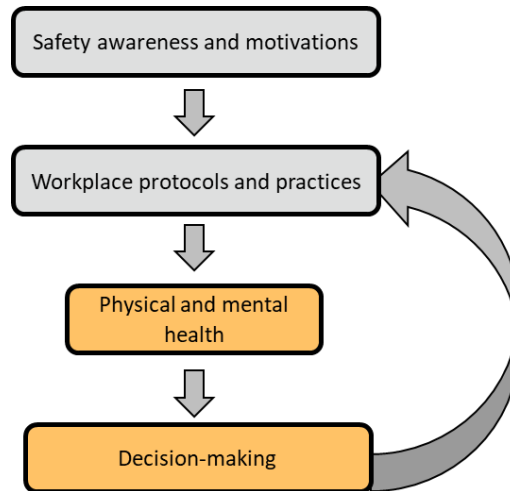 Safety awareness and motivations
Workplace protocols and practices
Physical and mental
health
Decision-making